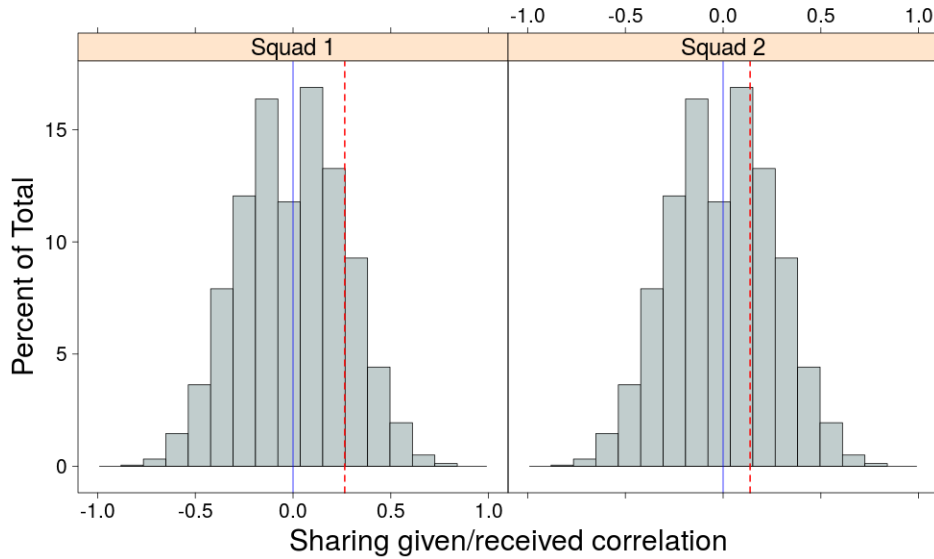 -1.0 -0.5 0.0 0.5 1.0
Squad 1 Squad 2
15
10
5
0
Percent of Total
-1.0 -0.5 0.0 0.5 1.0
Sharing given/received correlation